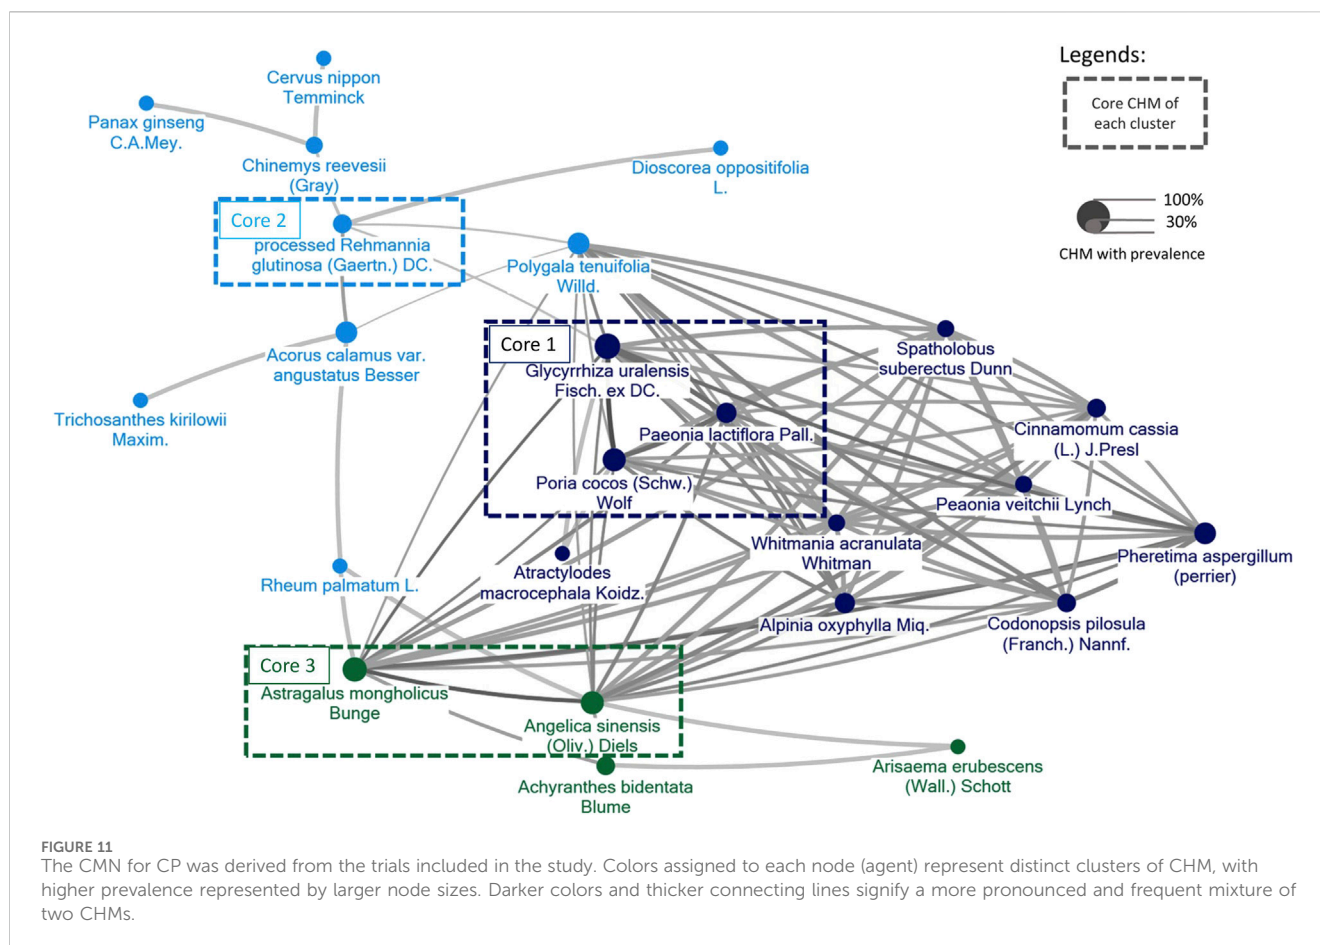 Legends:
Core CHM of
each cluster
100%
30%
CHM with prevalence
Cervus nippon
Temminck
Panax ginseng
C.A.Mey.
Chinemys reevesii
(Gray)
Dioscorea oppositifolia
L.
Core 2
processed Rehmannia
glutinosa (Gaertn.) DC.
Polygala tenuifolia
Willd.
Acorus calamus var.
angustatus Besser
Trichosanthes kirilowii
Maxim.
Core 1
Glycyrrhiza uralensis
Fisch. ex DC.
Paeonia lactiflora Pall.
Poria cocos (Schw.)
Wolf
Spatholobus
suberectus Dunn
Cinnamomum cassia
(L.) J.Presl
Peaonia veitchii Lynch
Whitmania acranulata
Whitman
Pheretima aspergillum
(perrier)
Atractylodes
macrocephala Koidz.
Alpinia oxyphylla Miq.
Codonopsis pilosula
(Franch.) Nannf.
Rheum palmatum L.
Core 3
Astragalus mongholicus
Bunge
Angelica sinensis
(Oliv.) Diels
Achyranthes bidentata
Blume
Arisaema erubescens
(Wall.) Schott
FIGURE 11
The CMN for CP was derived from the trials included in the study. Colors assigned to each node (agent) represent distinct clusters of CHM, with
higher prevalence represented by larger node sizes. Darker colors and thicker connecting lines signify a more pronounced and frequent mixture of
two CHMs.